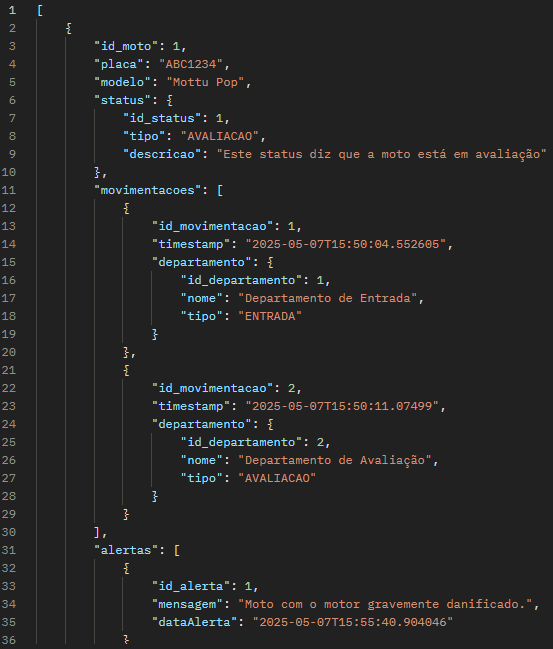 1 [
2     {
3         "id_moto": 1,
4         "placa": "ABC1234",
5         "modelo": "Mottu Pop",
6         "status": {
7             "id_status": 1,
8             "tipo": "AVALIACAO",
9             "descricao": "Este status diz que a moto está em avaliação"
10         },
11         "movimentacoes": [
12             {
13                 "id_movimentacao": 1,
14                 "timestamp": "2025-05-07T15:50:04.552605",
15                 "departamento": {
16                     "id_departamento": 1,
17                     "nome": "Departamento de Entrada",
18                     "tipo": "ENTRADA"
19                 }
20             },
21             {
22                 "id_movimentacao": 2,
23                 "timestamp": "2025-05-07T15:50:11.07499",
24                 "departamento": {
25                     "id_departamento": 2,
26                     "nome": "Departamento de Avaliação",
27                     "tipo": "AVALIACAO"
28                 }
29             }
30         ],
31         "alertas": [
32             {
33                 "id_alerta": 1,
34                 "mensagem": "Moto com o motor gravemente danificado.",
35                 "dataAlerta": "2025-05-07T15:55:40.904046"
36             }